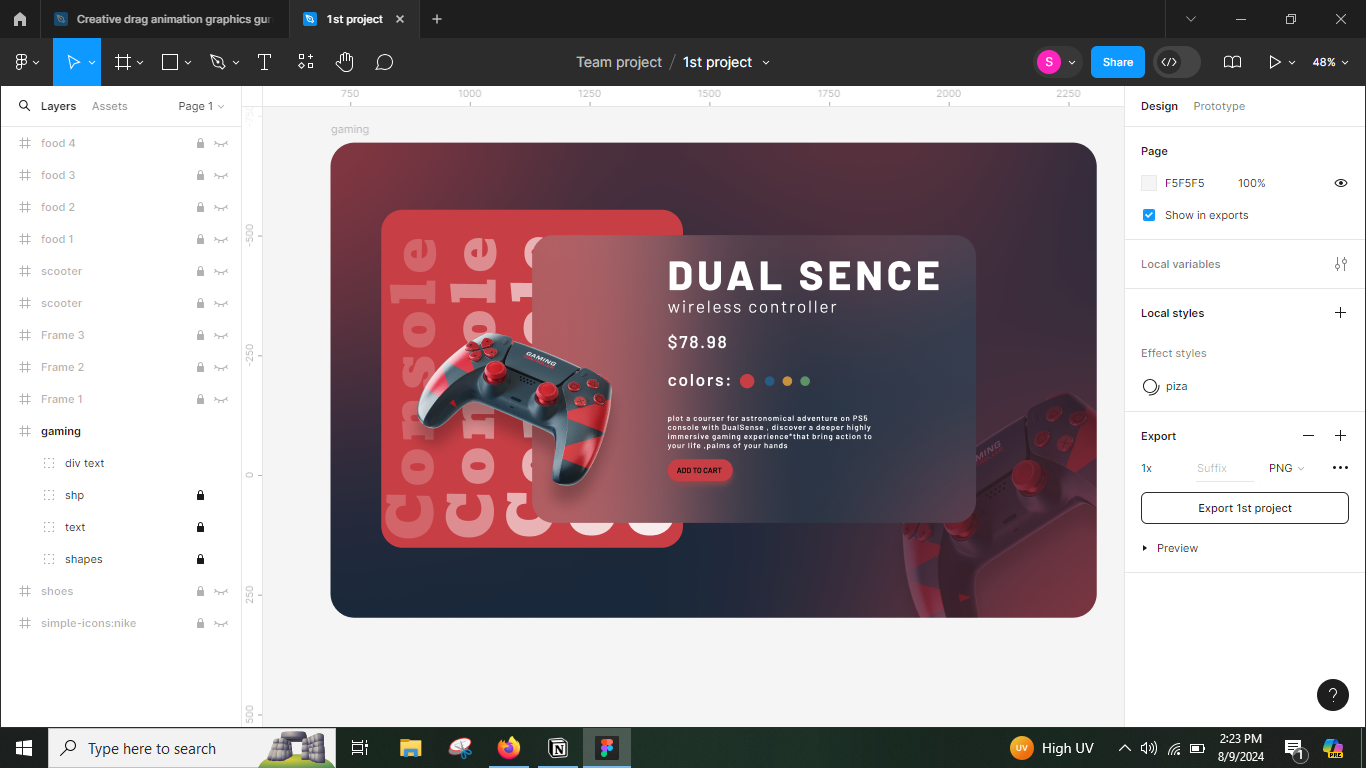 Creative drag animation graphics gur
1st project
Team project / 1st project
S
Share
48%
Layers
Assets
Page 1
food 4
food 3
food 2
food 1
scooter
scooter
Frame 3
Frame 2
Frame 1
gaming
div text
shp
text
shapes
shoes
simple-icons:nike
750
1000
1250
1500
1750
2000
2250
-500
-250
0
250
500
gaming
Console
Console
DUAL SENCE
wireless controller
$78.98
colors:
plot a courser for astronomical adventure on PS5
console with DualSense , discover a deeper highly
immersive gaming experience"that bring action to
your life ,palms of your hands
ADD TO CART
GAMING
Design
Prototype
Page
F5F5F5
100%
Show in exports
Local variables
Local styles
Effect styles
piza
Export
1x
Suffix
PNG
Export 1st project
Preview
?
Type here to search
UV
High UV
2:23 PM
8/9/2024
1
PRE